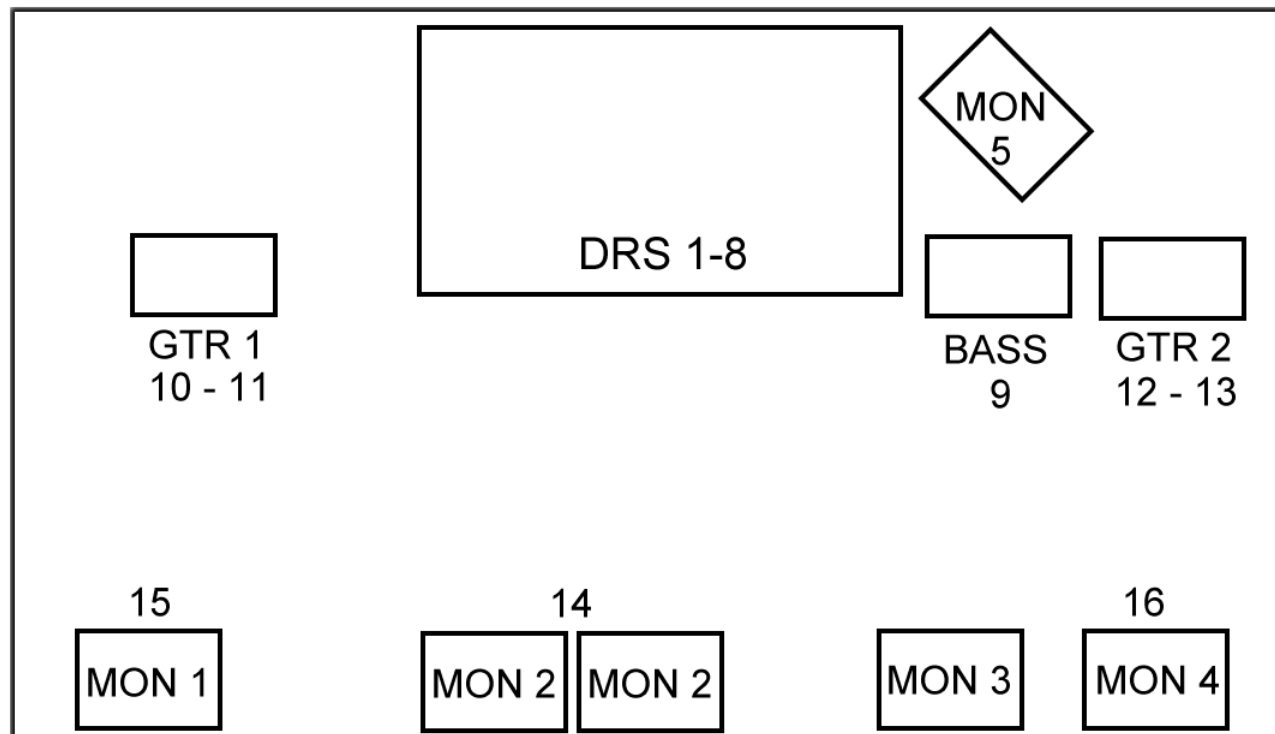 MON
5
DRS 1-8
GTR 1
10 - 11
BASS
9
GTR 2
12 - 13
15
14
16
MON 1
MON 2
MON 2
MON 3
MON 4